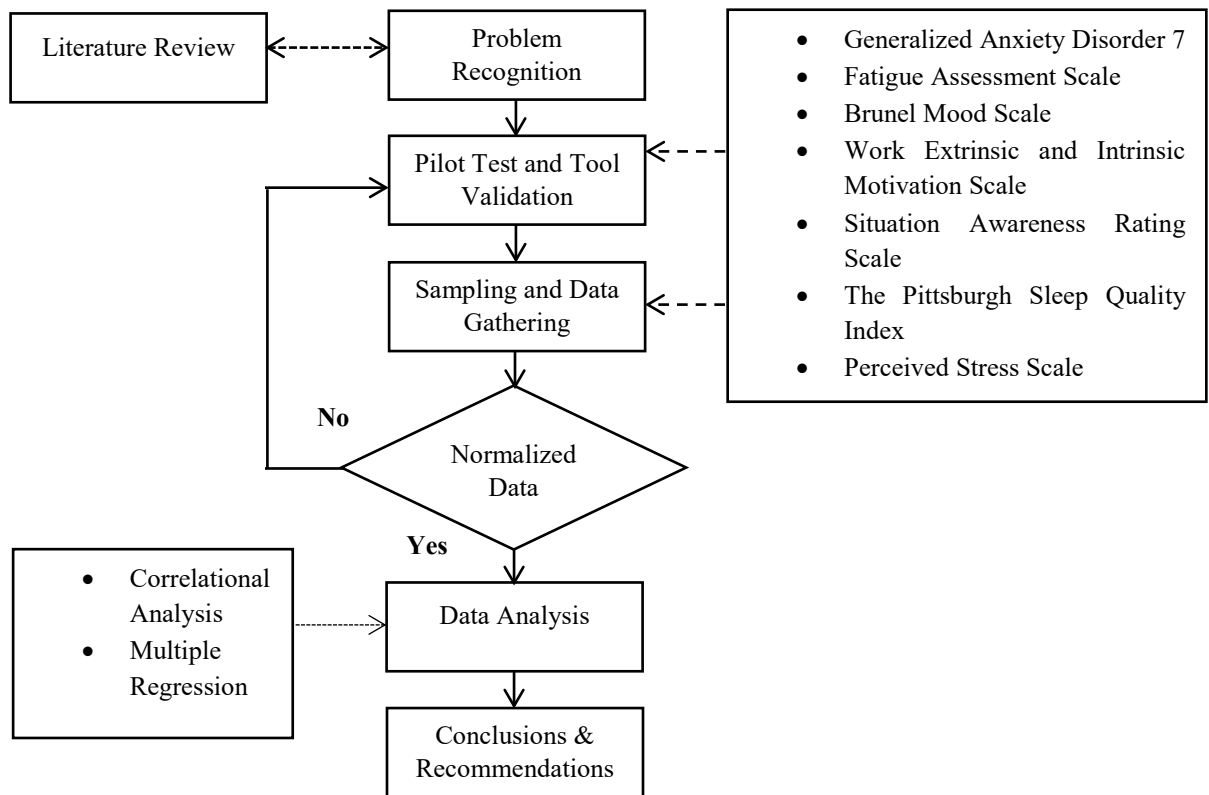 Literature Review
Problem
Recognition
• Generalized Anxiety Disorder 7
• Fatigue Assessment Scale
• Brunel Mood Scale
• Work Extrinsic and Intrinsic
Motivation Scale
• Situation Awareness Rating
Scale
• The Pittsburgh Sleep Quality
Index
• Perceived Stress Scale
Pilot Test and Tool
Validation
Sampling and Data
Gathering
No
Normalized
Data
Yes
• Correlational
Analysis
• Multiple
Regression
Data Analysis
Conclusions &
Recommendations